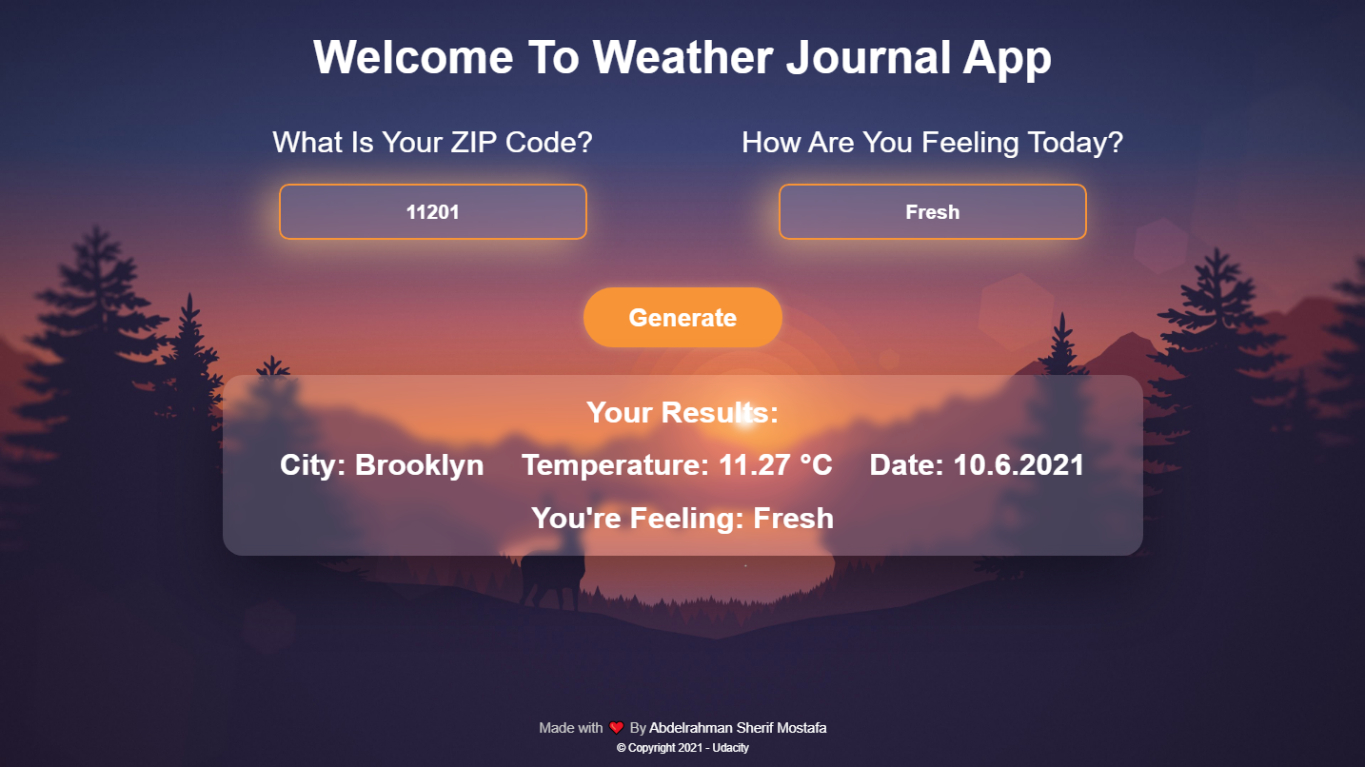 Welcome To Weather Journal App
What Is Your ZIP Code?
How Are You Feeling Today?
11201
Fresh
Generate
Your Results:
City: Brooklyn Temperature: 11.27 °C Date: 10.6.2021
You're Feeling: Fresh
Made with ❤ By Abdelrahman Sherif Mostafa
© Copyright 2021 - Udacity